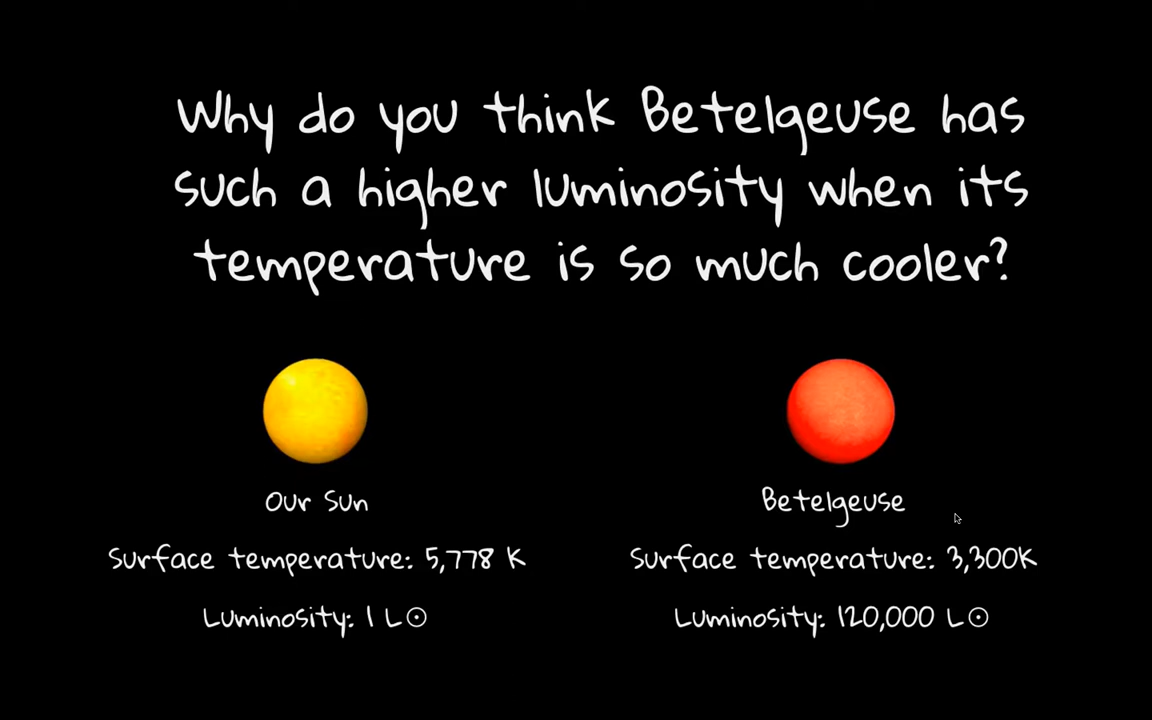 Why do you think Betelgeuse has
such a higher luminosity when its
temperature is so much cooler?
Our Sun
Betelgeuse
Surface temperature: 5,778 K
Surface temperature: 3,300K
Luminosity: 1 L☉
Luminosity: 120,000 L☉